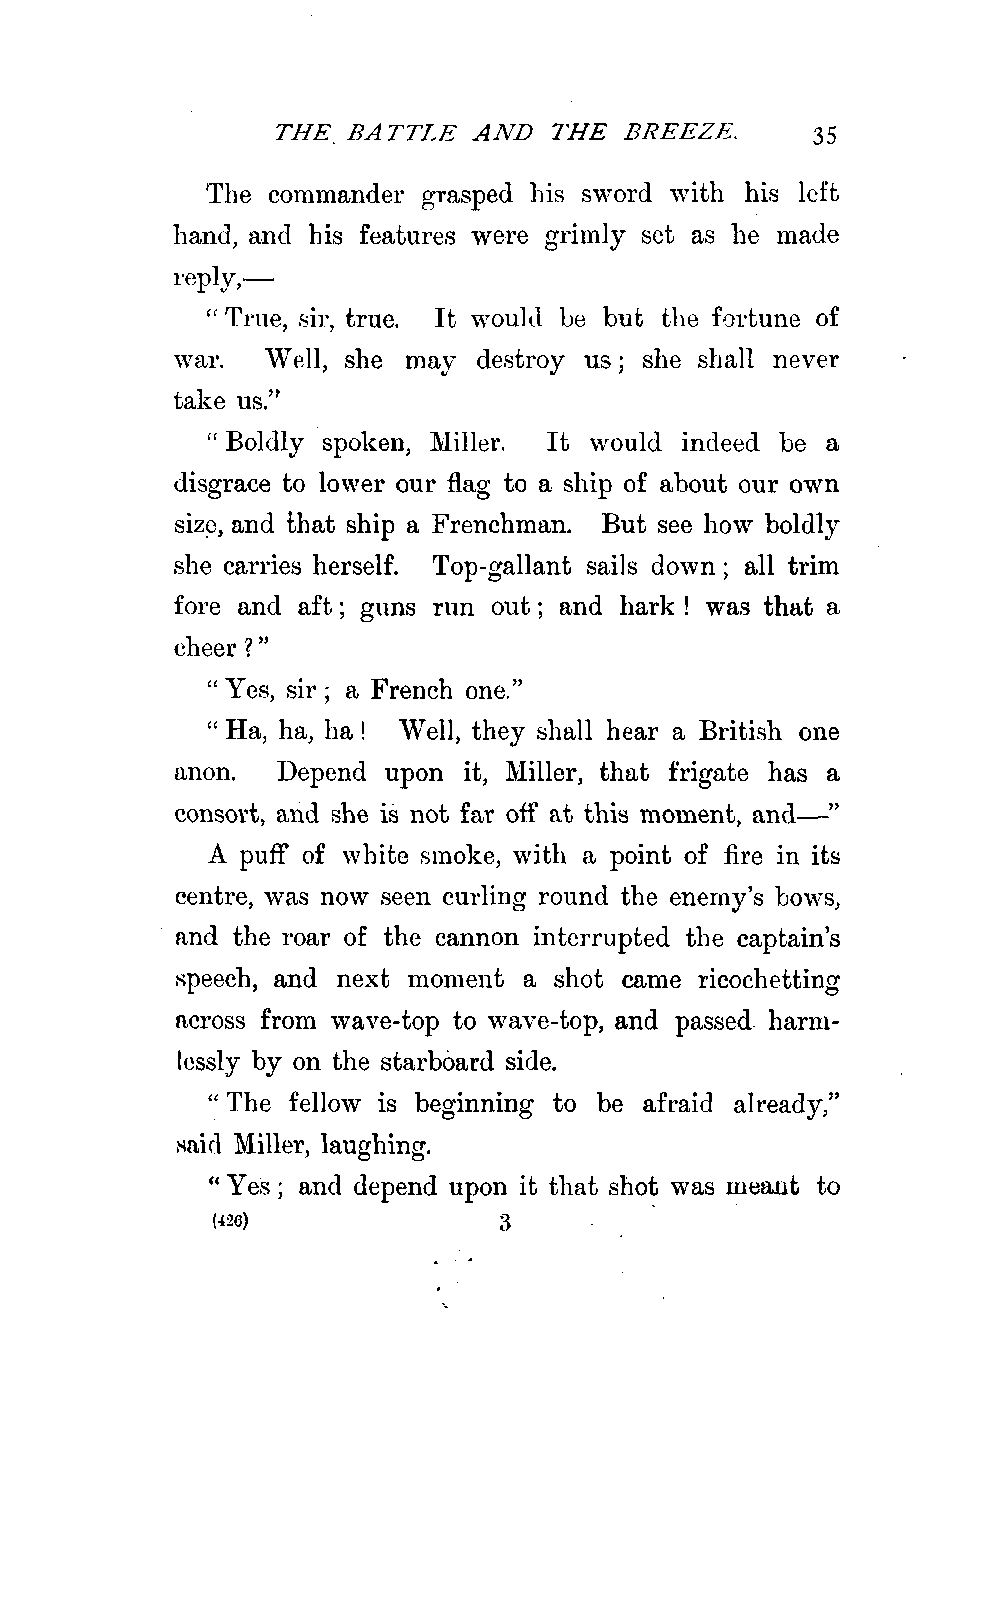 THE BATTLE AND THE BREEZE. 35
The commander grasped his sword with his left
hand, and his features were grimly set as he made
reply,—
“True, sir, true. It would be but the fortune of
war. Well, she may destroy us; she shall never
take us.”
“Boldly spoken, Miller. It would indeed be a
disgrace to lower our flag to a ship of about our own
size, and that ship a Frenchman. But see how boldly
she carries herself. Top-gallant sails down; all trim
fore and aft; guns run out; and hark! was that a
cheer?”
“Yes, sir; a French one.”
“Ha, ha, ha! Well, they shall hear a British one
anon. Depend upon it, Miller, that frigate has a
consort, and she is not far off at this moment, and—”
A puff of white smoke, with a point of fire in its
centre, was now seen curling round the enemy's bows,
and the roar of the cannon interrupted the captain's
speech, and next moment a shot came ricochetting
across from wave-top to wave-top, and passed harm-
lessly by on the starboard side.
“The fellow is beginning to be afraid already,”
said Miller, laughing.
“Yes; and depend upon it that shot was meant to
(426) 3